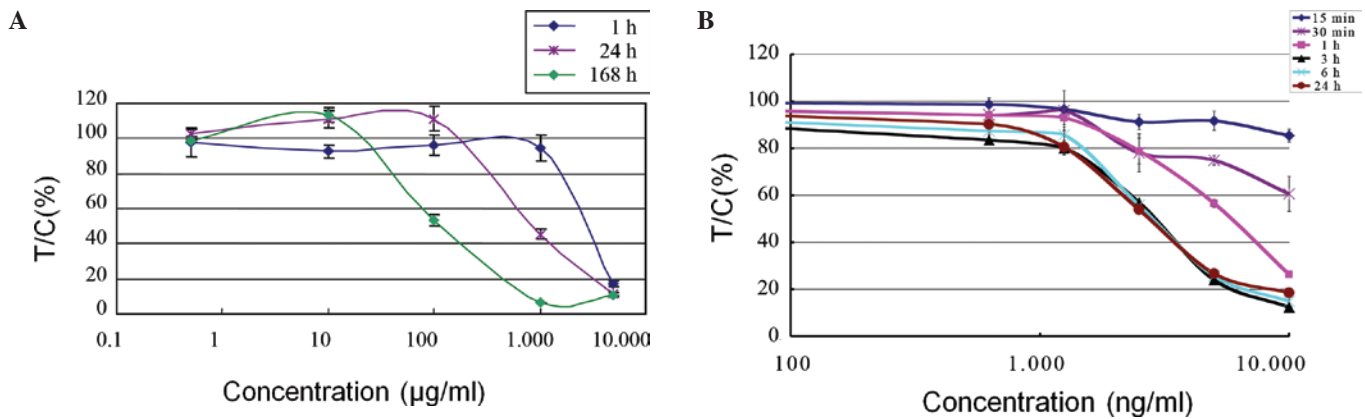 A
1 h
24 h
168 h
120
100
80
60
40
20
0
T/C(%)
0.1 1 10 100 1.000 10.000
Concentration (µg/ml)
B
15 min
30 min
1 h
3 h
6 h
24 h
120
100
80
60
40
20
0
T/C(%)
100 1.000 10.000
Concentration (ng/ml)